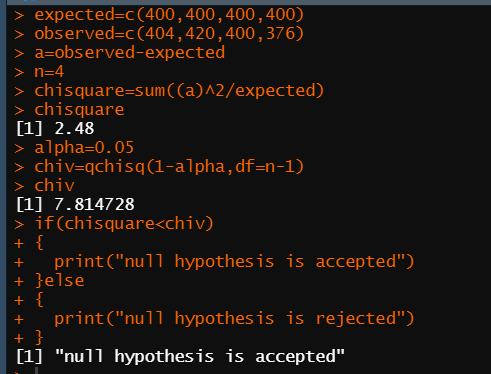 > expected=c(400,400,400,400)
> observed=c(404,420,400,376)
> a=observed-expected
> n=4
> chisquare=sum((a)^2/expected)
> chisquare
[1] 2.48
> alpha=0.05
> chiv=qchisq(1-alpha,df=n-1)
> chiv
[1] 7.814728
> if(chisquare<chiv)
+ {
+   print("null hypothesis is accepted")
+ }else
+ {
+   print("null hypothesis is rejected")
+ }
[1] "null hypothesis is accepted"
>